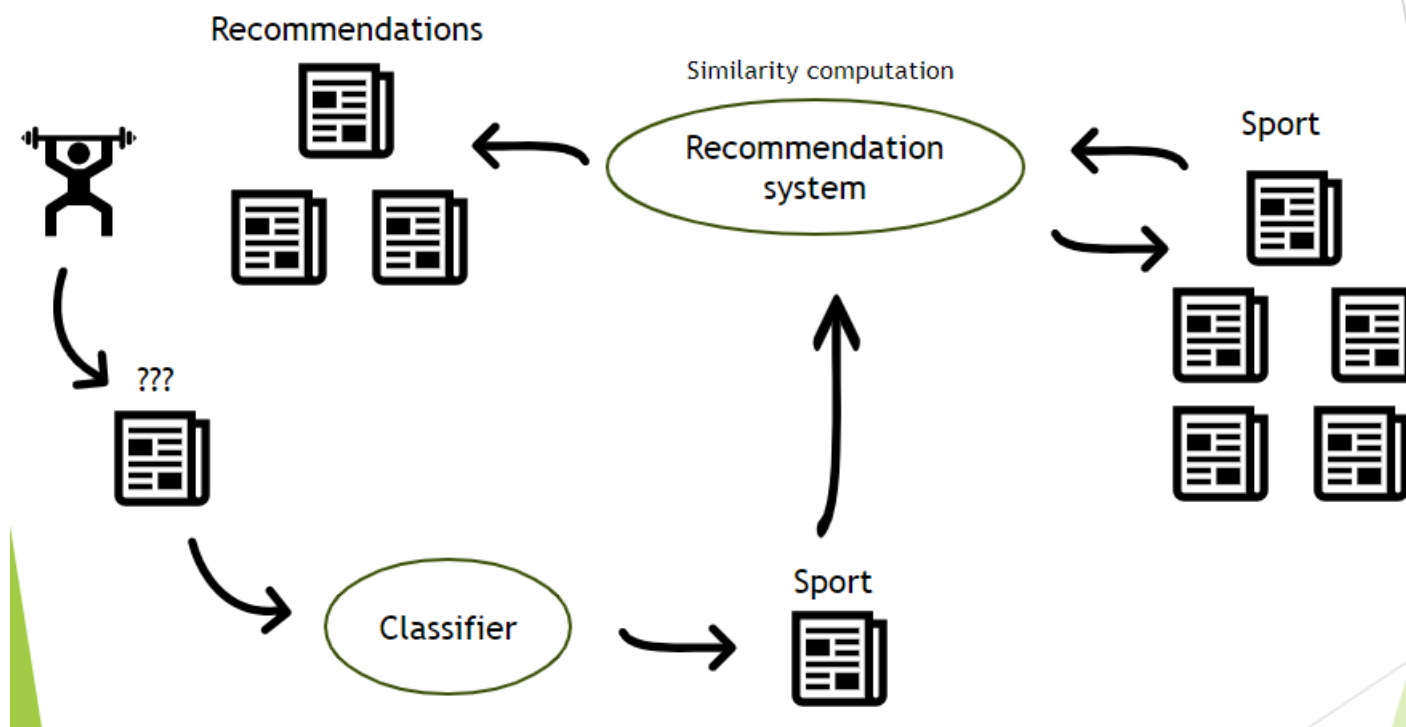 Recommendations
Similarity computation
Recommendation
system
Sport
???
Classifier
Sport